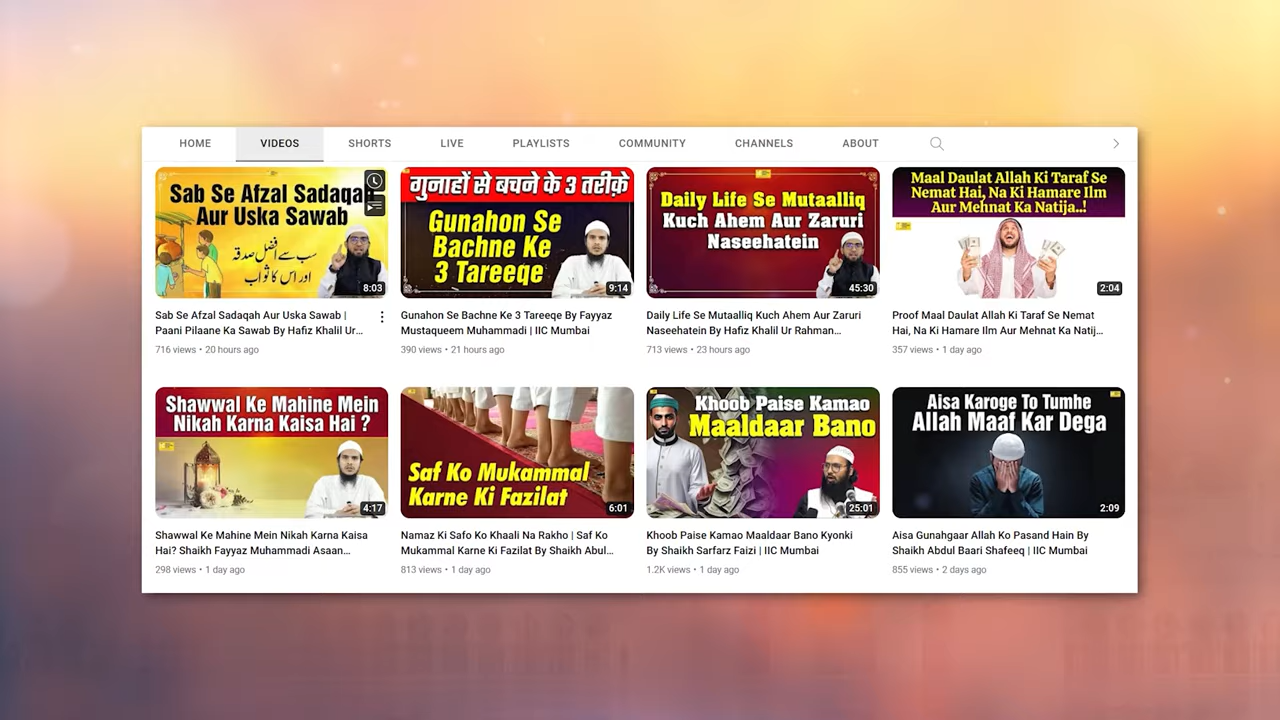 HOME VIDEOS SHORTS LIVE PLAYLISTS COMMUNITY CHANNELS ABOUT
Sab Se Afzal Sadaqah
Aur Uska Sawab
سب سے افضل صدقہ
اور اس کا ثواب
8:03
Sab Se Afzal Sadaqah Aur Uska Sawab |
Paani Pilaane Ka Sawab By Hafiz Khalil Ur...
716 views • 20 hours ago
गुनाहों से बचने के 3 तरीक़े
Gunahon Se
Bachne Ke
3 Tareeqe
9:14
Gunahon Se Bachne Ke 3 Tareeqe By Fayyaz
Mustaqueem Muhammadi | IIC Mumbai
390 views • 21 hours ago
Daily Life Se Mutaalliq
Kuch Ahem Aur Zaruri
Naseehatein
45:30
Daily Life Se Mutaalliq Kuch Ahem Aur Zaruri
Naseehatein By Hafiz Khalil Ur Rahman...
713 views • 23 hours ago
Maal Daulat Allah Ki Taraf Se
Nemat Hai, Na Ki Hamare Ilm
Aur Mehnat Ka Natija..!
2:04
Proof Maal Daulat Allah Ki Taraf Se Nemat
Hai, Na Ki Hamare Ilm Aur Mehnat Ka Natij...
357 views • 1 day ago
Shawwal Ke Mahine Mein
Nikah Karna Kaisa Hai ?
4:17
Shawwal Ke Mahine Mein Nikah Karna Kaisa
Hai? Shaikh Fayyaz Muhammadi Asaan...
298 views • 1 day ago
Saf Ko Mukammal
Karne Ki Fazilat
6:01
Namaz Ki Safo Ko Khaali Na Rakho | Saf Ko
Mukammal Karne Ki Fazilat By Shaikh Abul...
813 views • 1 day ago
Khoob Paise Kamao
Maaldaar Bano
25:01
Khoob Paise Kamao Maaldaar Bano Kyonki
By Shaikh Sarfarz Faizi | IIC Mumbai
1.2K views • 1 day ago
Aisa Karoge To Tumhe
Allah Maaf Kar Dega
2:09
Aisa Gunahgaar Allah Ko Pasand Hain By
Shaikh Abdul Baari Shafeeq | IIC Mumbai
855 views • 2 days ago